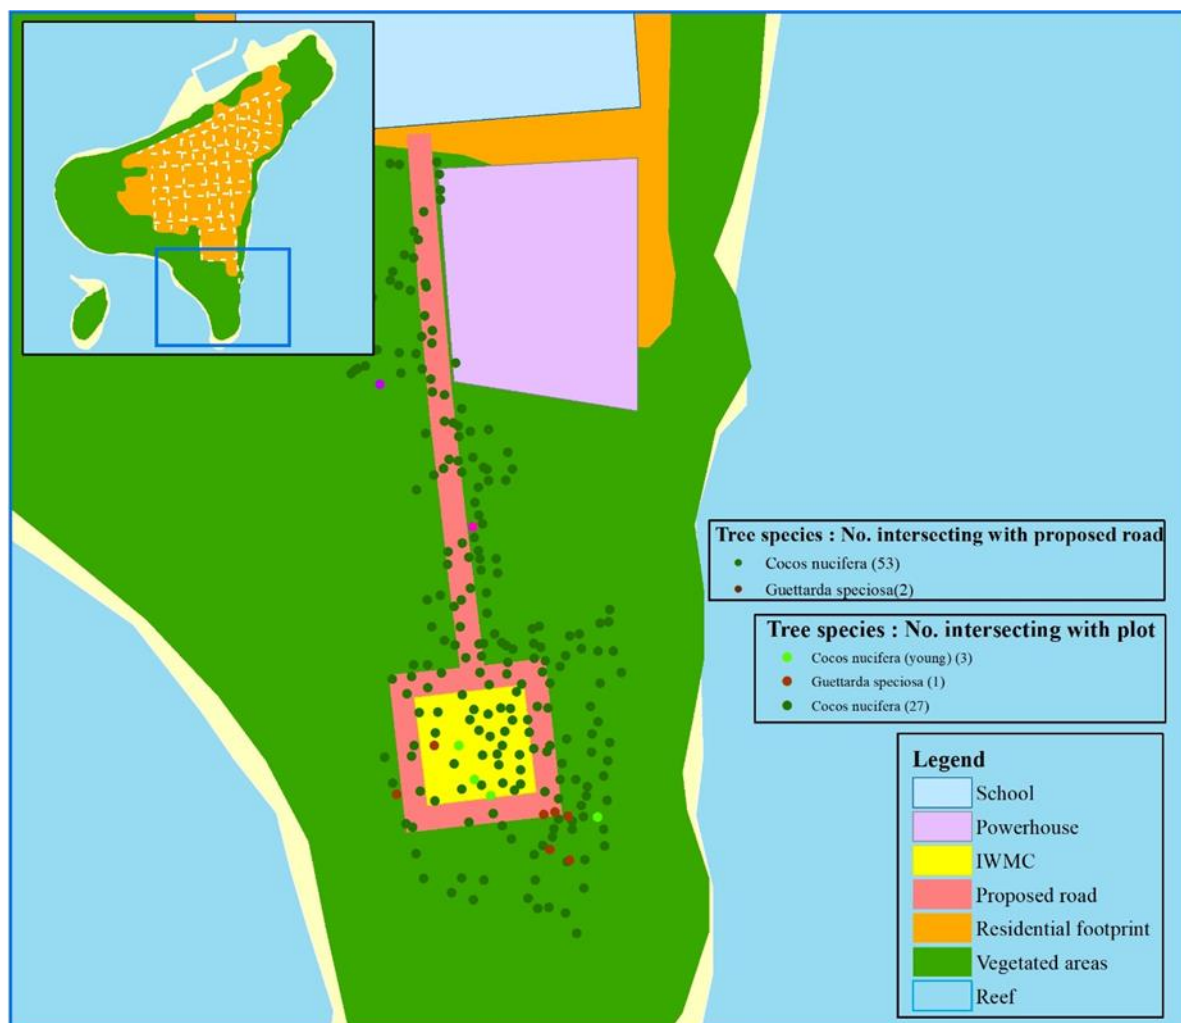 Tree species : No. intersecting with proposed road
Cocos nucifera (53)
Guettarda speciosa(2)
Tree species : No. intersecting with plot
Cocos nucifera (young) (3)
Guettarda speciosa (1)
Cocos nucifera (27)
Legend
School
Powerhouse
IWMC
Proposed road
Residential footprint
Vegetated areas
Reef